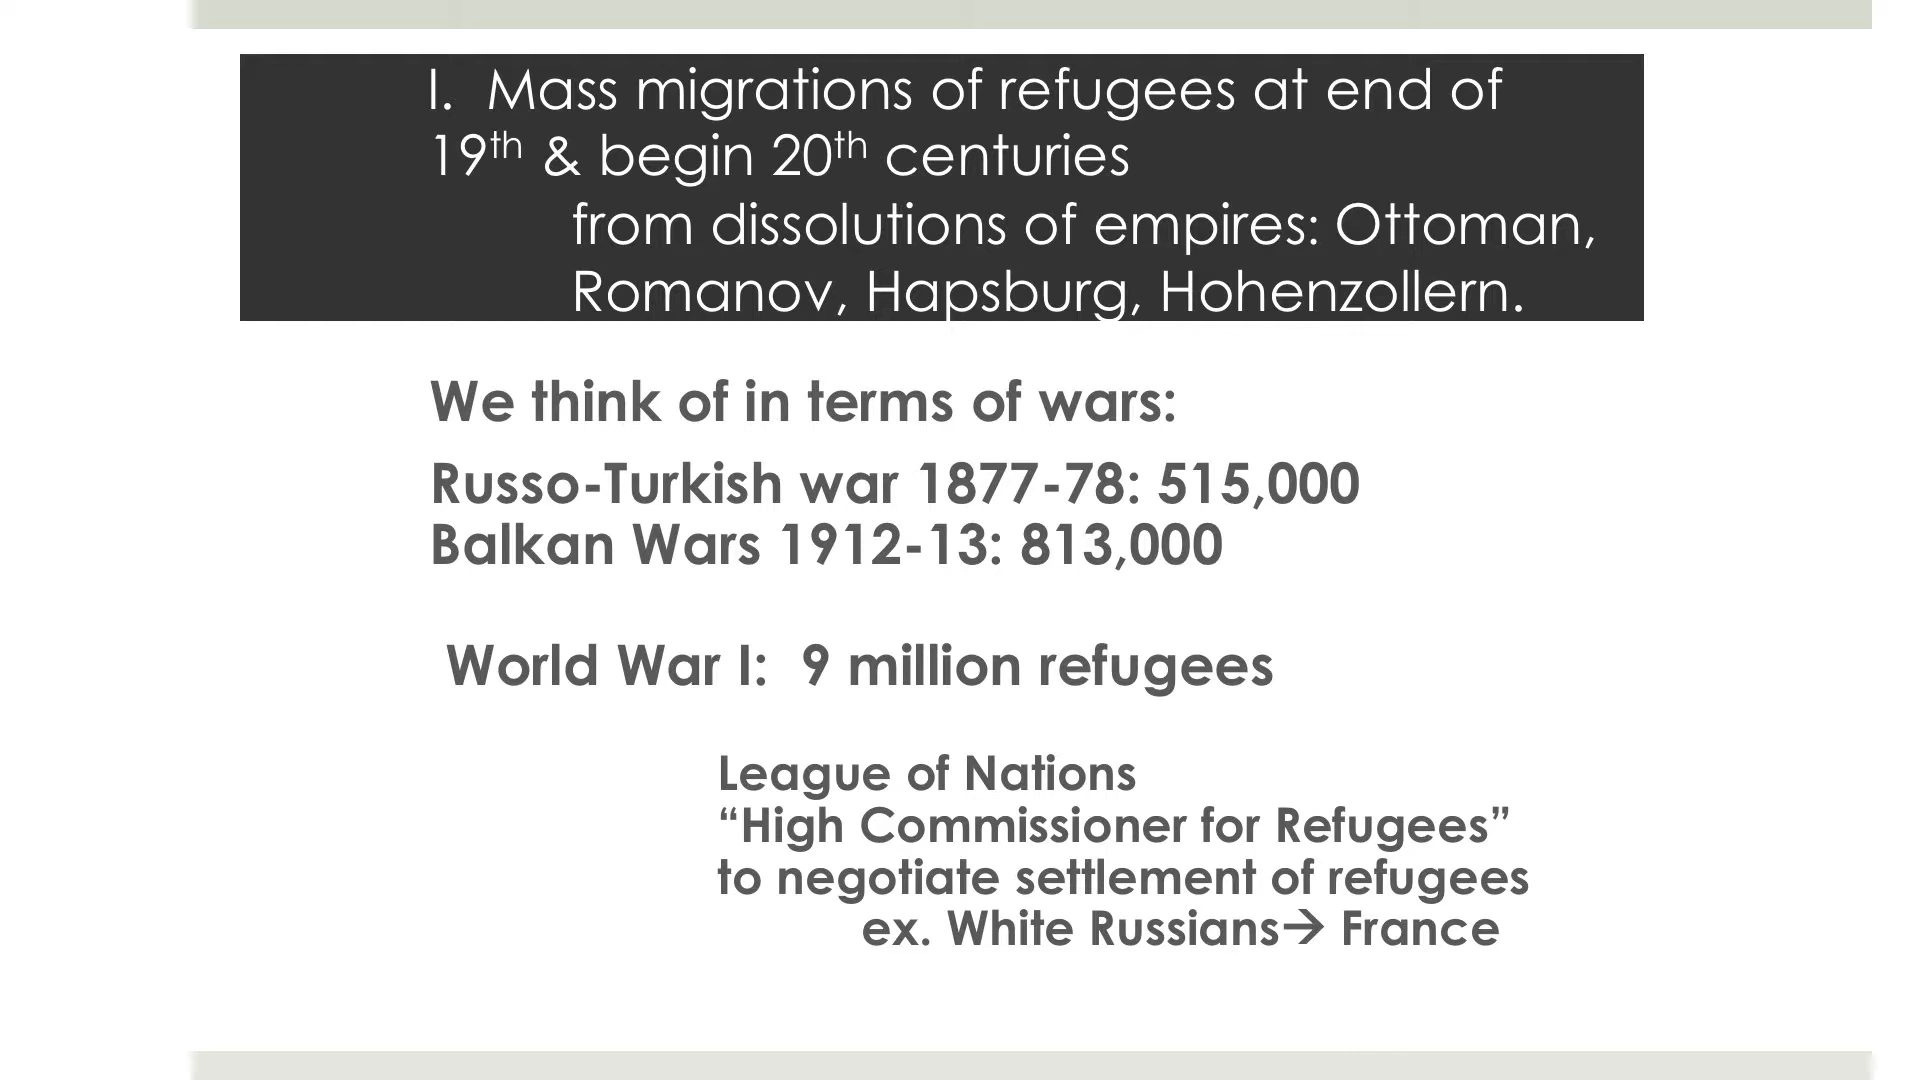 I.  Mass migrations of refugees at end of
19th & begin 20th centuries
from dissolutions of empires: Ottoman,
Romanov, Hapsburg, Hohenzollern.
We think of in terms of wars:
Russo-Turkish war 1877-78: 515,000
Balkan Wars 1912-13: 813,000
World War I:  9 million refugees
League of Nations
“High Commissioner for Refugees”
to negotiate settlement of refugees
ex. White Russians→ France